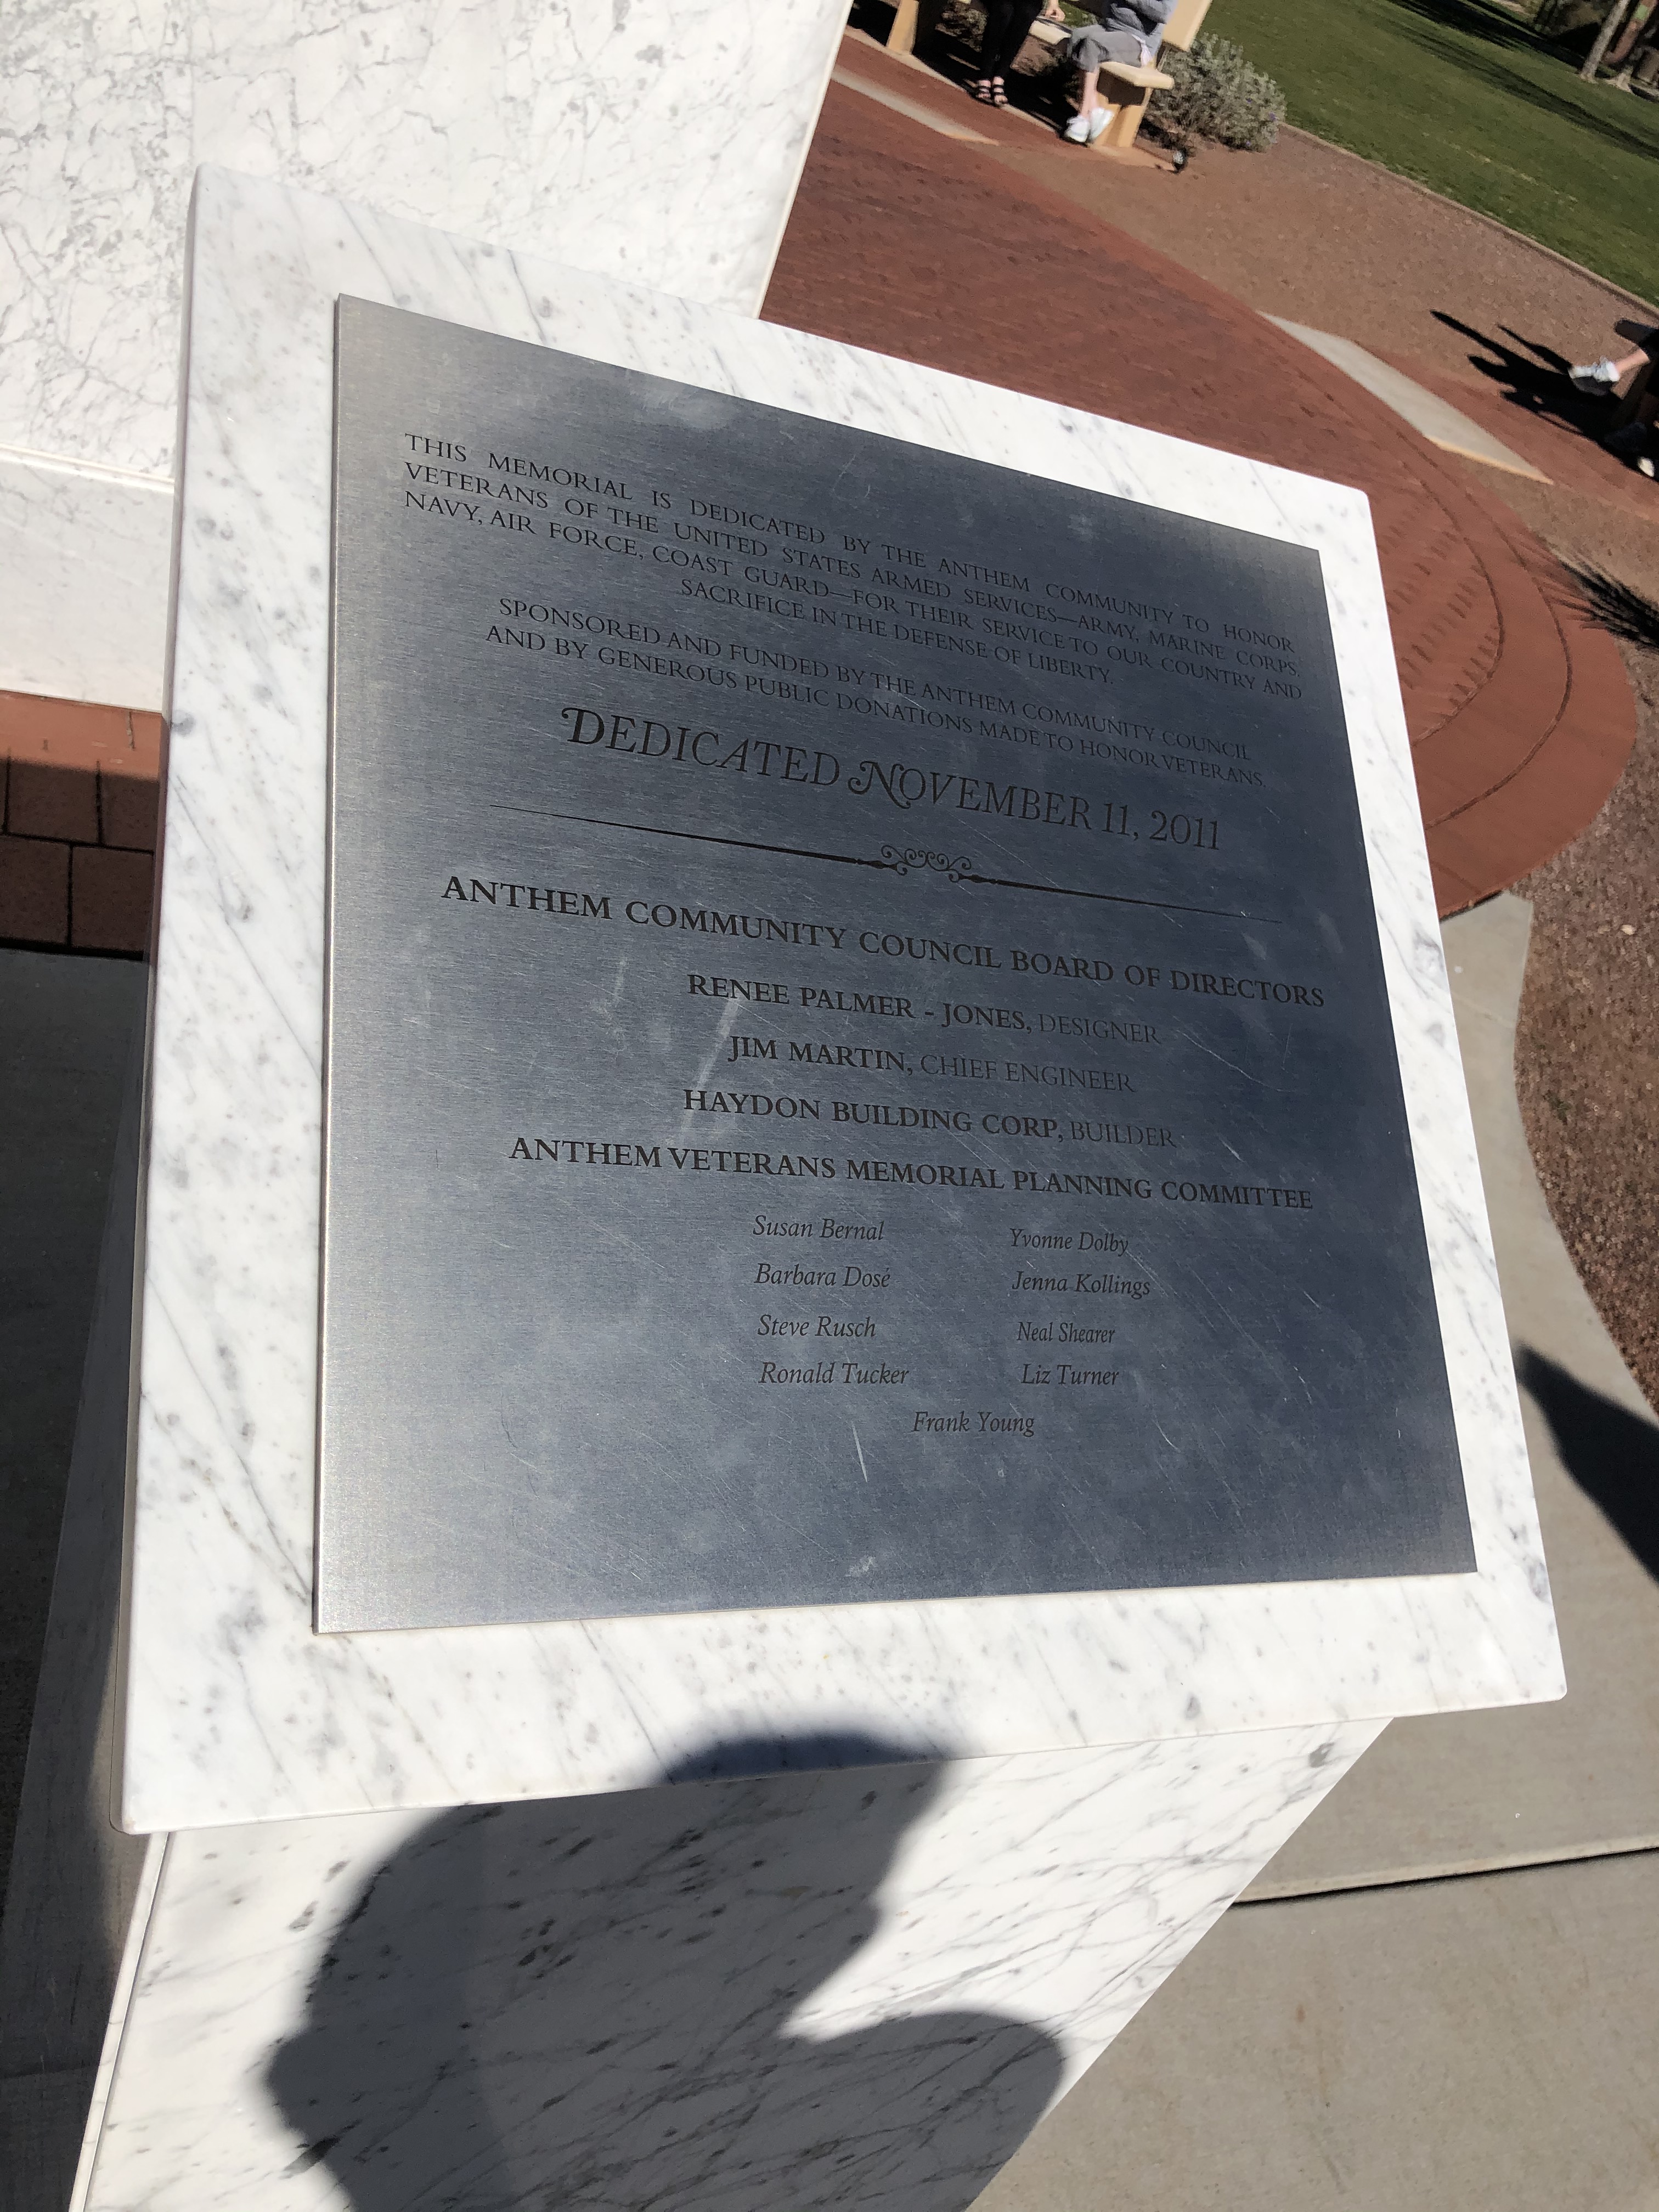 THIS MEMORIAL IS DEDICATED BY THE ANTHEM COMMUNITY TO HONOR
VETERANS OF THE UNITED STATES ARMED SERVICES—ARMY, MARINE CORPS,
NAVY, AIR FORCE, COAST GUARD—FOR THEIR SERVICE TO OUR COUNTRY AND
SACRIFICE IN THE DEFENSE OF LIBERTY.
SPONSORED AND FUNDED BY THE ANTHEM COMMUNITY COUNCIL
AND BY GENEROUS PUBLIC DONATIONS MADE TO HONOR VETERANS.
DEDICATED NOVEMBER 11, 2011
ANTHEM COMMUNITY COUNCIL BOARD OF DIRECTORS
RENEE PALMER - JONES, DESIGNER
JIM MARTIN, CHIEF ENGINEER
HAYDON BUILDING CORP, BUILDER
ANTHEM VETERANS MEMORIAL PLANNING COMMITTEE
Susan Bernal Yvonne Dolby
Barbara Dosé Jenna Kollings
Steve Rusch Neal Shearer
Ronald Tucker Liz Turner
Frank Young